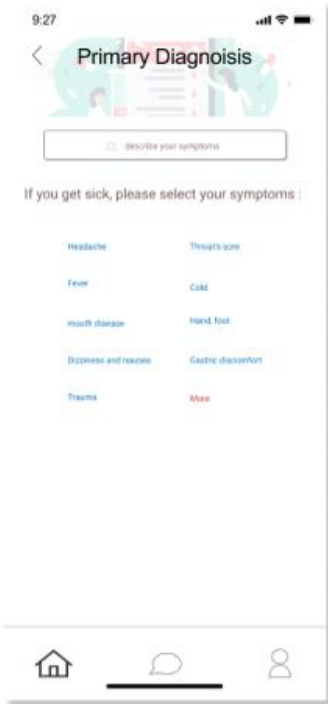 9:27
Primary Diagnoisis
describe your symptoms
If you get sick, please select your symptoms :
Headache Throat's sore
Fever Cold
mouth disease Hand, foot
Dizziness and nausea Gastric discomfort
Trauma More